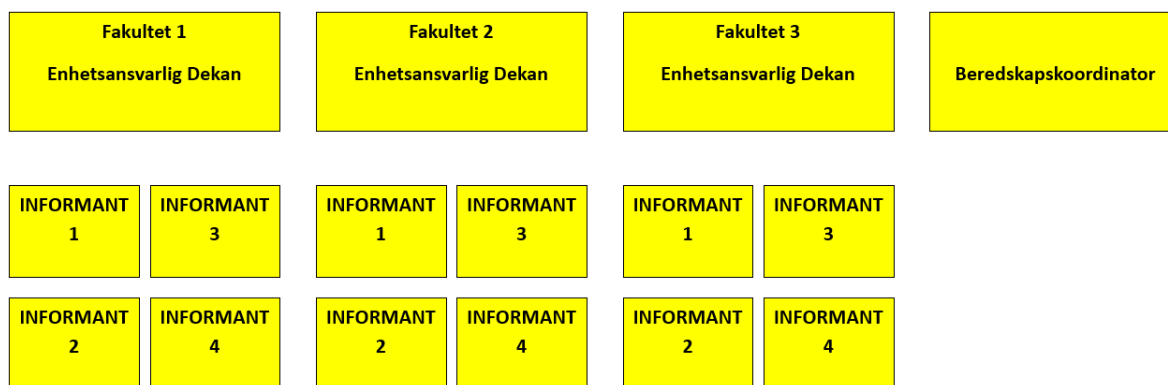 Fakultet 1
Enhetsansvarlig Dekan
Fakultet 2
Enhetsansvarlig Dekan
Fakultet 3
Enhetsansvarlig Dekan
Beredskapskoordinator
INFORMANT
1
INFORMANT
3
INFORMANT
1
INFORMANT
3
INFORMANT
1
INFORMANT
3
INFORMANT
2
INFORMANT
4
INFORMANT
2
INFORMANT
4
INFORMANT
2
INFORMANT
4